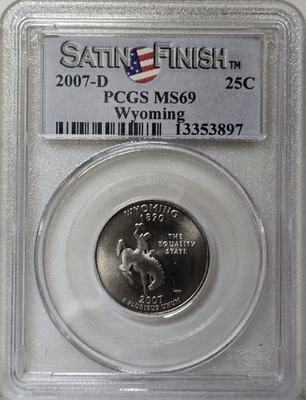 SATIN FINISH™
2007-D 25C
PCGS MS69
Wyoming
13353897
WYOMING
1890
THE
EQUALITY
STATE
2007
E PLURIBUS UNUM